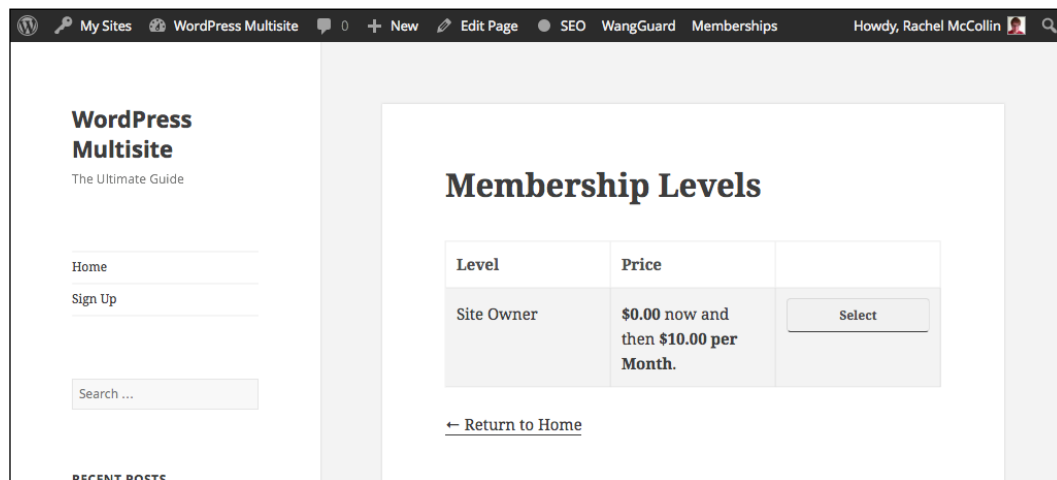 My Sites WordPress Multisite 0 New Edit Page SEO WangGuard Memberships Howdy, Rachel McCollin
WordPress
Multisite
The Ultimate Guide
Home
Sign Up
Search ...
RECENT POSTS
Membership Levels
Level Price
Site Owner $0.00 now and Select
then $10.00 per
Month.
← Return to Home